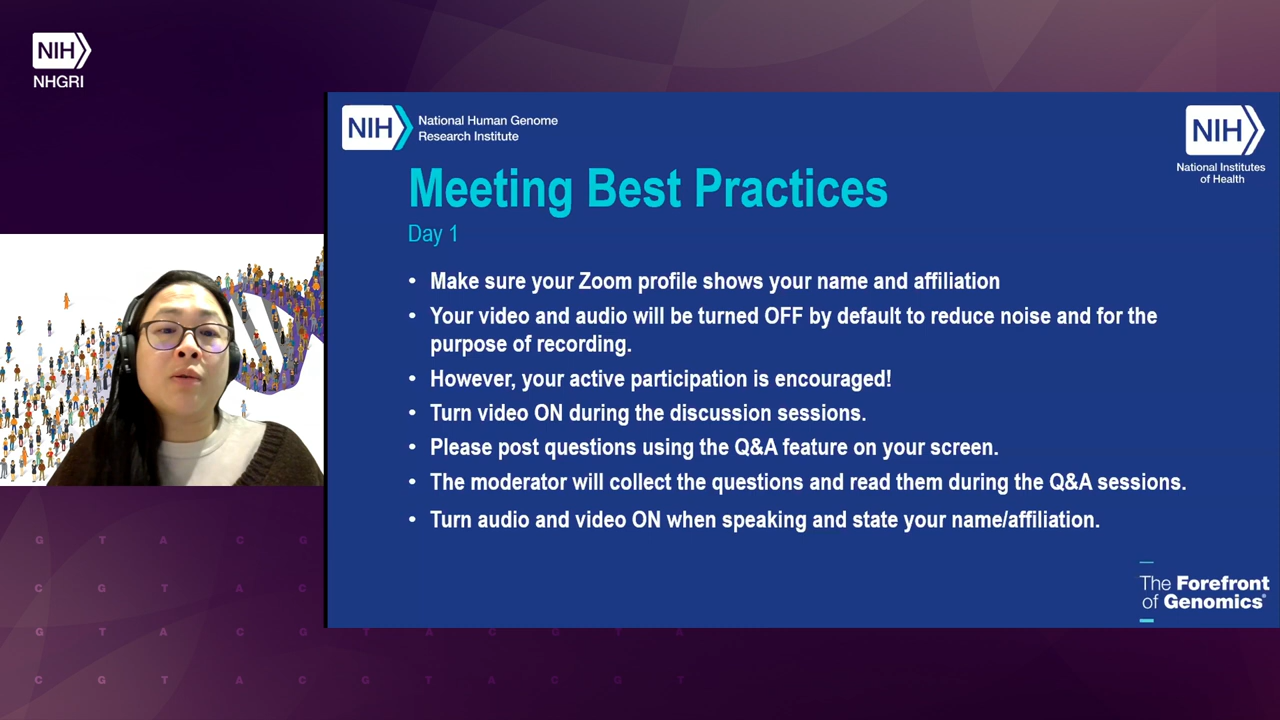 NIH
NHGRI
NIH
National Human Genome
Research Institute
NIH
National Institutes
of Health
Meeting Best Practices
Day 1
• Make sure your Zoom profile shows your name and affiliation
• Your video and audio will be turned OFF by default to reduce noise and for the
purpose of recording.
• However, your active participation is encouraged!
• Turn video ON during the discussion sessions.
• Please post questions using the Q&A feature on your screen.
• The moderator will collect the questions and read them during the Q&A sessions.
• Turn audio and video ON when speaking and state your name/affiliation.
The Forefront
of Genomics®
G T A C G
C G T A C
G T A C G T A C G T A
C G T A C G T A C G T